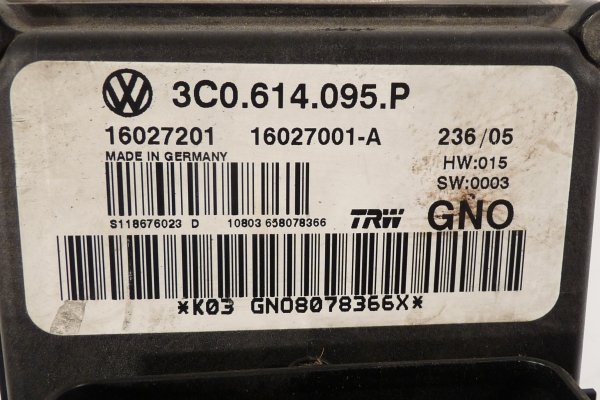 3C0.614.095.P
16027201 16027001-A 236/05
MADE IN GERMANY HW:015
SW:0003
S118676023 D 10803 658078366 TRW GNO
*K03 GNO8078366X*